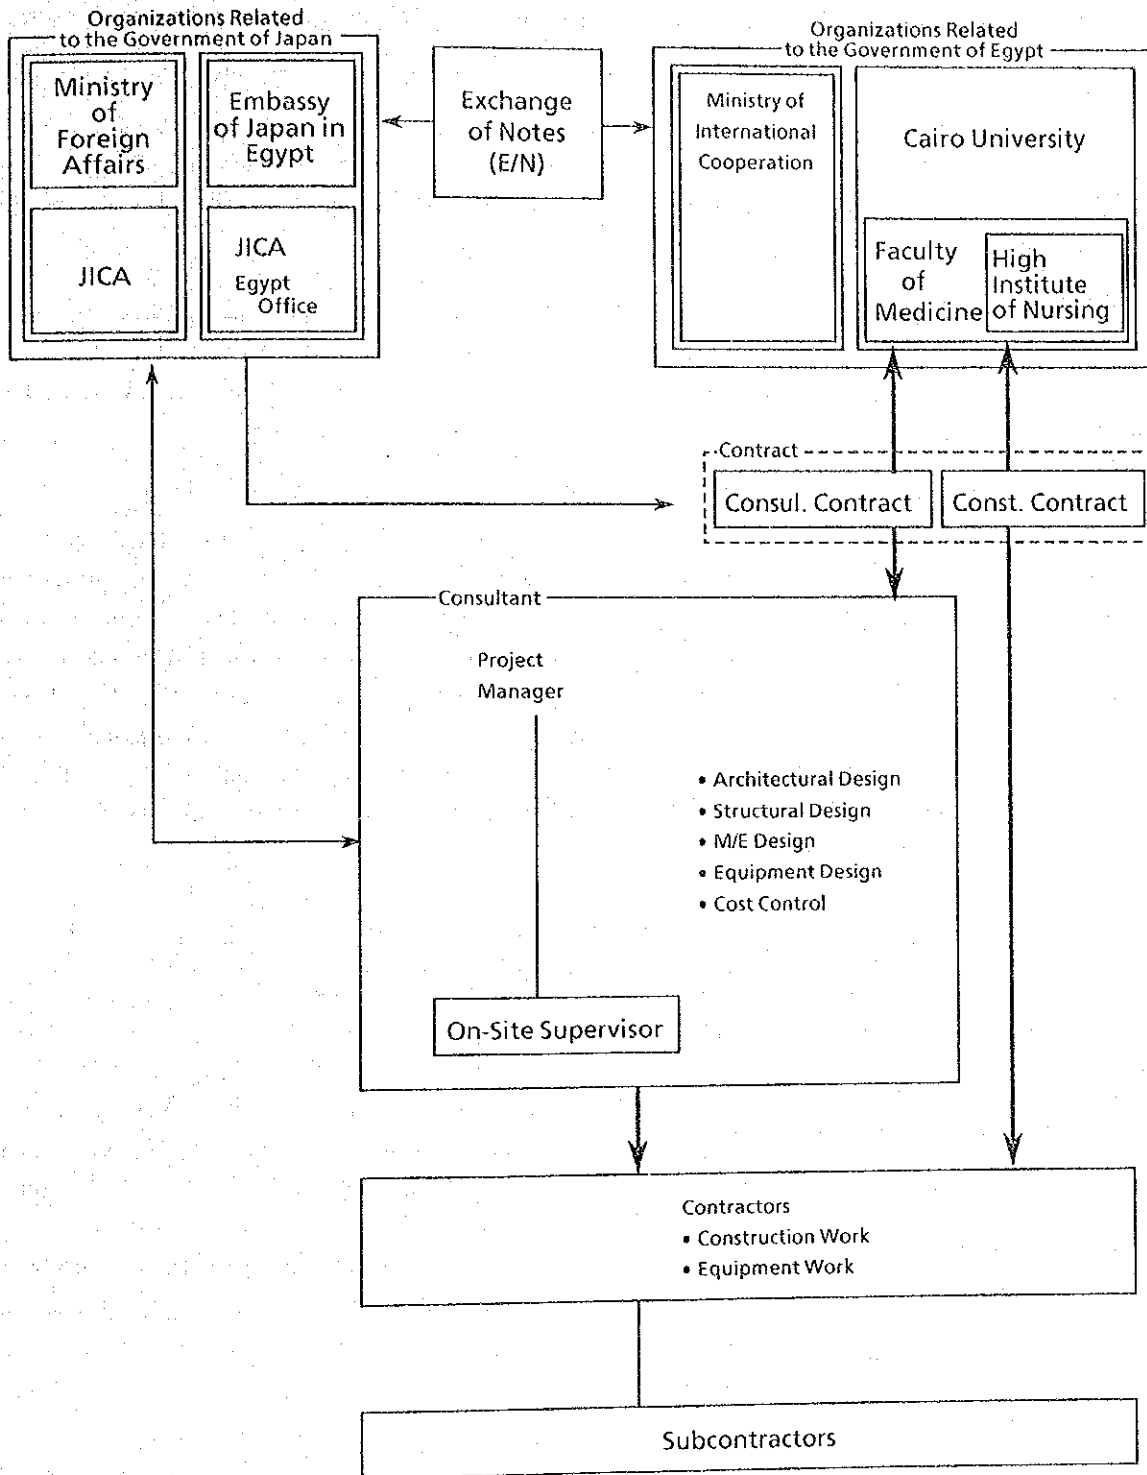 Organizations Related
to the Government of Japan
Ministry
of
Foreign
Affairs
Embassy
of Japan in
Egypt
JICA
JICA
Egypt
Office
Exchange
of Notes
(E/N)
Organizations Related
to the Government of Egypt
Ministry of
International
Cooperation
Cairo University
Faculty
of
Medicine
High
Institute
of Nursing
Contract
Consul. Contract
Const. Contract
Consultant
Project
Manager
• Architectural Design
• Structural Design
• M/E Design
• Equipment Design
• Cost Control
On-Site Supervisor
Contractors
• Construction Work
• Equipment Work
Subcontractors